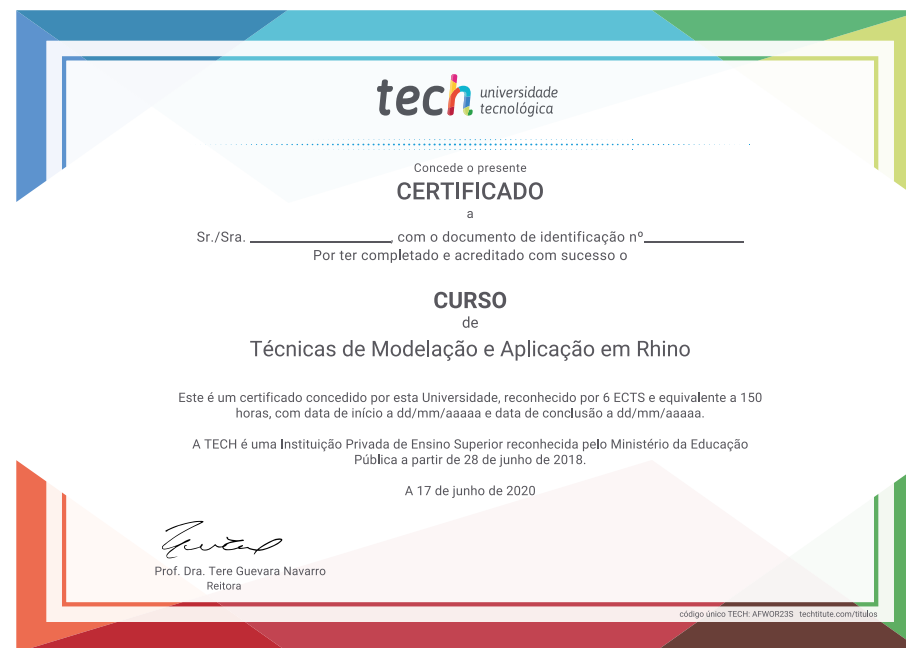 tech universidade
tecnológica
Concede o presente
CERTIFICADO
a
Sr./Sra. ________________, com o documento de identificação nº____________
Por ter completado e acreditado com sucesso o
CURSO
de
Técnicas de Modelação e Aplicação em Rhino
Este é um certificado concedido por esta Universidade, reconhecido por 6 ECTS e equivalente a 150
horas, com data de início a dd/mm/aaaaa e data de conclusão a dd/mm/aaaaa.
A TECH é uma Instituição Privada de Ensino Superior reconhecida pelo Ministério da Educação
Pública a partir de 28 de junho de 2018.
A 17 de junho de 2020
Prof. Dra. Tere Guevara Navarro
Reitora
código único TECH: AFWOR23S techtitute.com/titulos